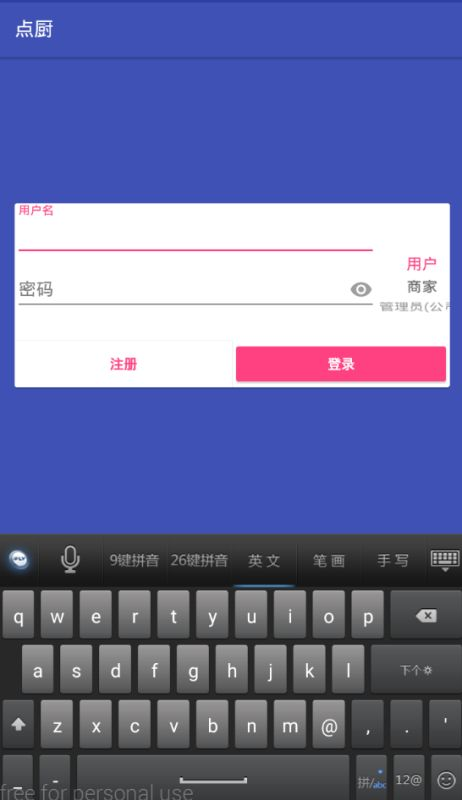 点厨
用户名
用户
密码
商家
管理员(公司
注册
登录
9键拼音 26键拼音 英文 笔画 手写
q w e r t y u i o p
a s d f g h j k l 下个
z x c v b n m @ , . '
_ - 拼/abc 12@
free for personal use